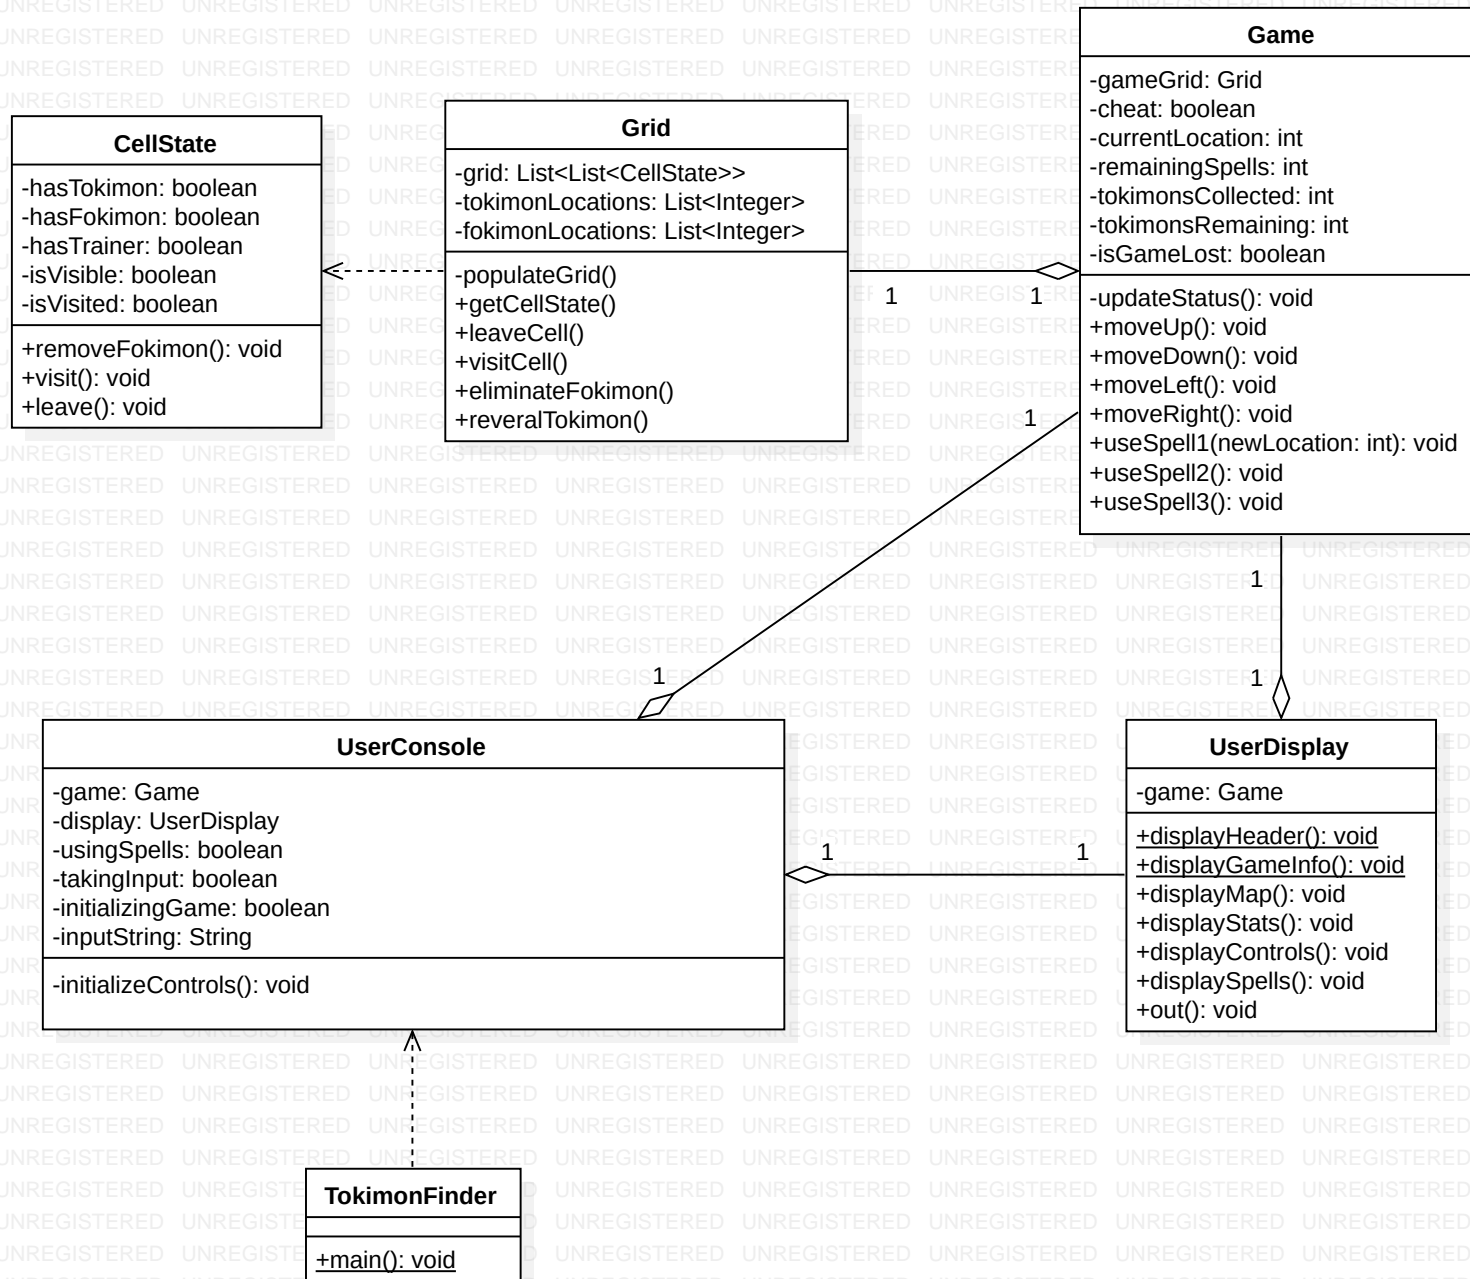 CellState
-hasTokimon: boolean
-hasFokimon: boolean
-hasTrainer: boolean
-isVisible: boolean
-isVisited: boolean
+removeFokimon(): void
+visit(): void
+leave(): void
Grid
-grid: List<List<CellState>>
-tokimonLocations: List<Integer>
-fokimonLocations: List<Integer>
-populateGrid()
+getCellState()
+leaveCell()
+visitCell()
+eliminateFokimon()
+reveralTokimon()
1
1
Game
-gameGrid: Grid
-cheat: boolean
-currentLocation: int
-remainingSpells: int
-tokimonsCollected: int
-tokimonsRemaining: int
-isGameLost: boolean
-updateStatus(): void
+moveUp(): void
+moveDown(): void
+moveLeft(): void
+moveRight(): void
+useSpell1(newLocation: int): void
+useSpell2(): void
+useSpell3(): void
1
1
1
1
UserConsole
-game: Game
-display: UserDisplay
-usingSpells: boolean
-takingInput: boolean
-initializingGame: boolean
-inputString: String
-initializeControls(): void
1
1
UserDisplay
-game: Game
+displayHeader(): void
+displayGameInfo(): void
+displayMap(): void
+displayStats(): void
+displayControls(): void
+displaySpells(): void
+out(): void
TokimonFinder
+main(): void
UNREGISTERED